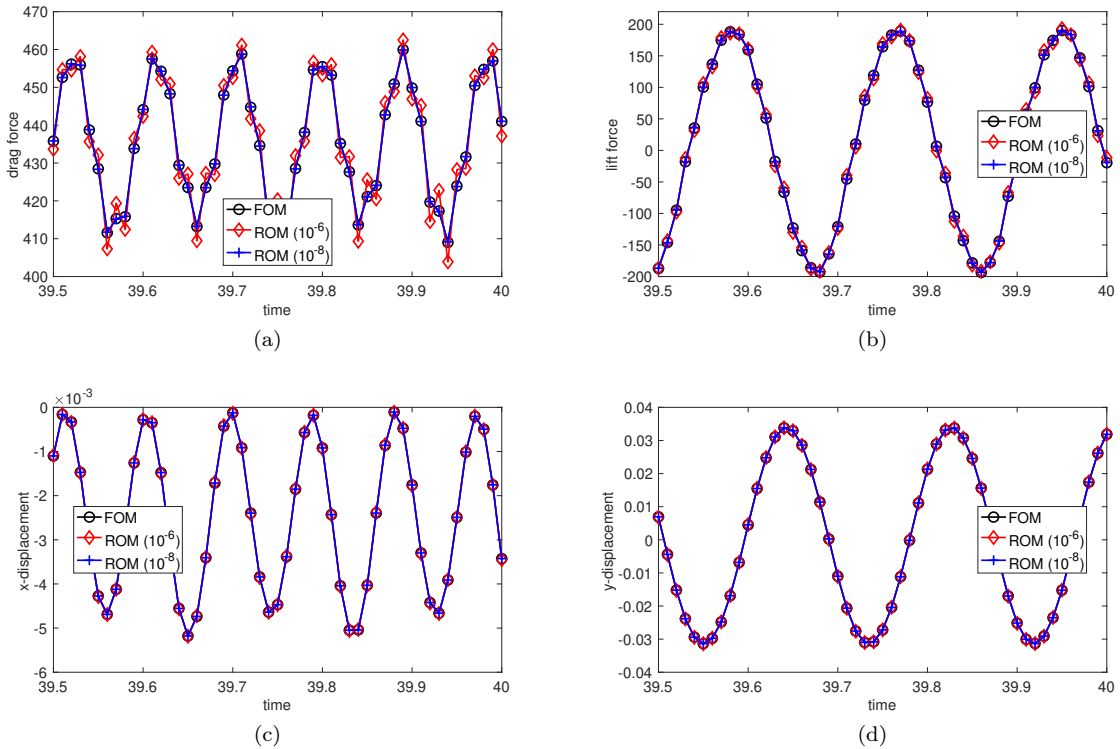 470
460
450
440
430
420
410
400
drag force
FOM
ROM (10⁻⁶)
ROM (10⁻⁸)
39.5 39.6 39.7 39.8 39.9 40
time
(a)
200
150
100
50
0
-50
-100
-150
-200
lift force
FOM
ROM (10⁻⁶)
ROM (10⁻⁸)
39.5 39.6 39.7 39.8 39.9 40
time
(b)
×10⁻³
0
-1
-2
-3
-4
-5
-6
x-displacement
FOM
ROM (10⁻⁶)
ROM (10⁻⁸)
39.5 39.6 39.7 39.8 39.9 40
time
(c)
0.04
0.03
0.02
0.01
0
-0.01
-0.02
-0.03
-0.04
y-displacement
FOM
ROM (10⁻⁶)
ROM (10⁻⁸)
39.5 39.6 39.7 39.8 39.9 40
time
(d)